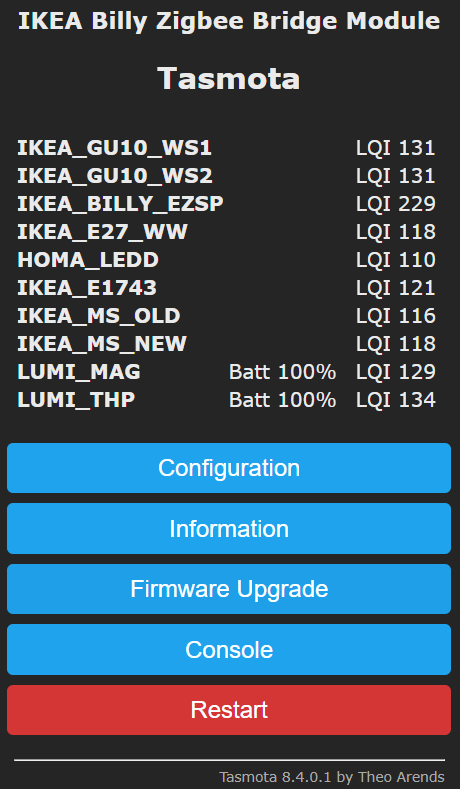 IKEA Billy Zigbee Bridge Module
Tasmota
IKEA_GU10_WS1 LQI 131
IKEA_GU10_WS2 LQI 131
IKEA_BILLY_EZSP LQI 229
IKEA_E27_WW LQI 118
HOMA_LEDD LQI 110
IKEA_E1743 LQI 121
IKEA_MS_OLD LQI 116
IKEA_MS_NEW LQI 118
LUMI_MAG Batt 100% LQI 129
LUMI_THP Batt 100% LQI 134
Configuration
Information
Firmware Upgrade
Console
Restart
Tasmota 8.4.0.1 by Theo Arends